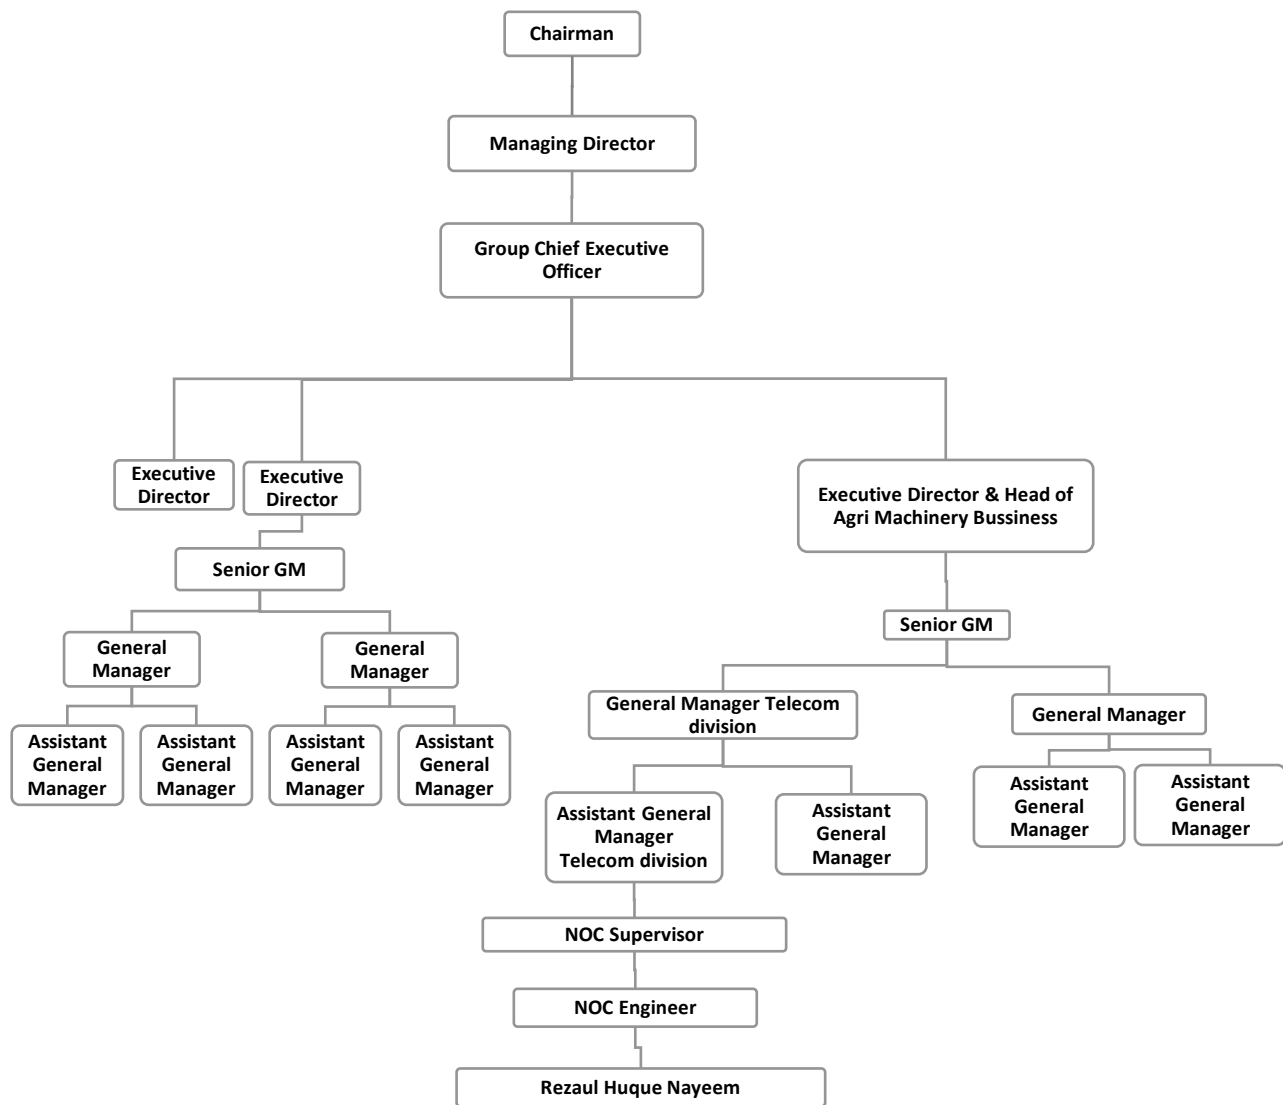 Chairman
Managing Director
Group Chief Executive
Officer
Executive
Director
Executive
Director
Executive Director & Head of
Agri Machinery Bussiness
Senior GM
Senior GM
General
Manager
General
Manager
General Manager Telecom
division
General Manager
Assistant
General
Manager
Assistant
General
Manager
Assistant
General
Manager
Assistant
General
Manager
Assistant General
Manager
Telecom division
Assistant
General
Manager
Assistant
General
Manager
Assistant
General
Manager
NOC Supervisor
NOC Engineer
Rezaul Huque Nayeem